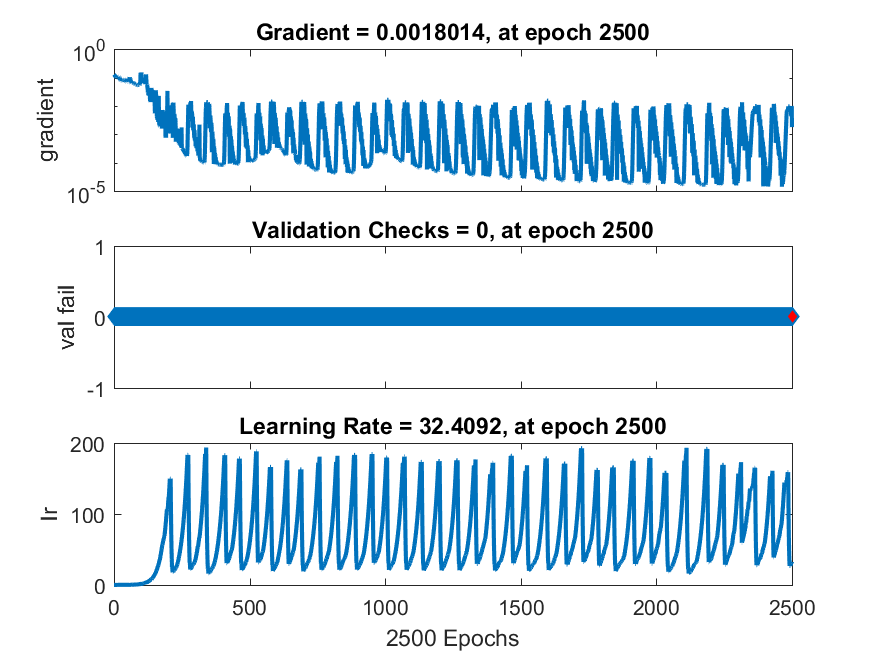 Gradient = 0.0018014, at epoch 2500
10^0
gradient
10^-5
Validation Checks = 0, at epoch 2500
1
val fail
0
-1
Learning Rate = 32.4092, at epoch 2500
200
lr
100
0
0 500 1000 1500 2000 2500
2500 Epochs